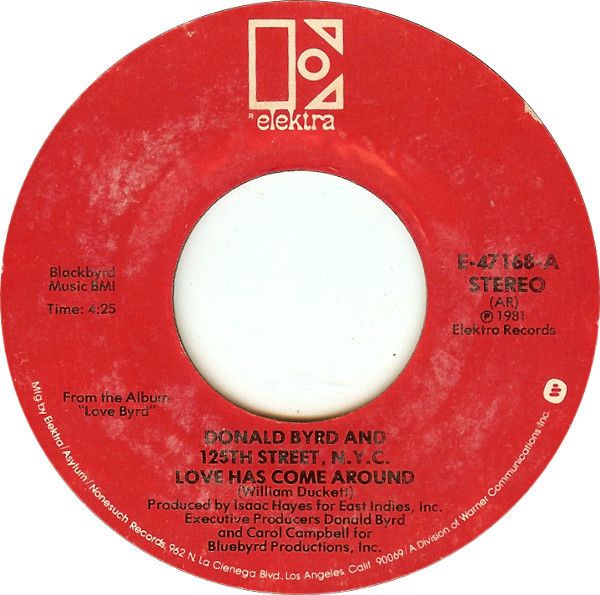 R elektra
Blackbyrd
Music BMI
Time: 4:25
E-47168-A
STEREO
(AR)
℗ 1981
Elektra Records
From the Album
"Love Byrd"
DONALD BYRD AND
125TH STREET, N.Y.C.
LOVE HAS COME AROUND
(William Duckett)
Produced by Isaac Hayes for East Indies, Inc.
Executive Producers Donald Byrd
and Carol Campbell for
Bluebyrd Productions, Inc.
Mfg by Elektra/Asylum/Nonesuch Records, 962 N. La Cienega Blvd., Los Angeles, Calif. 90069/A Division of Warner Communications Inc.